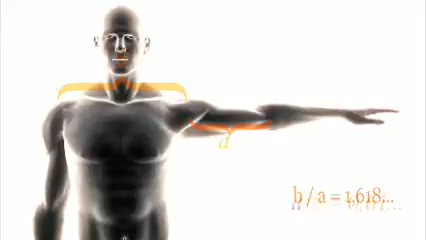 a
b / a = 1,618...